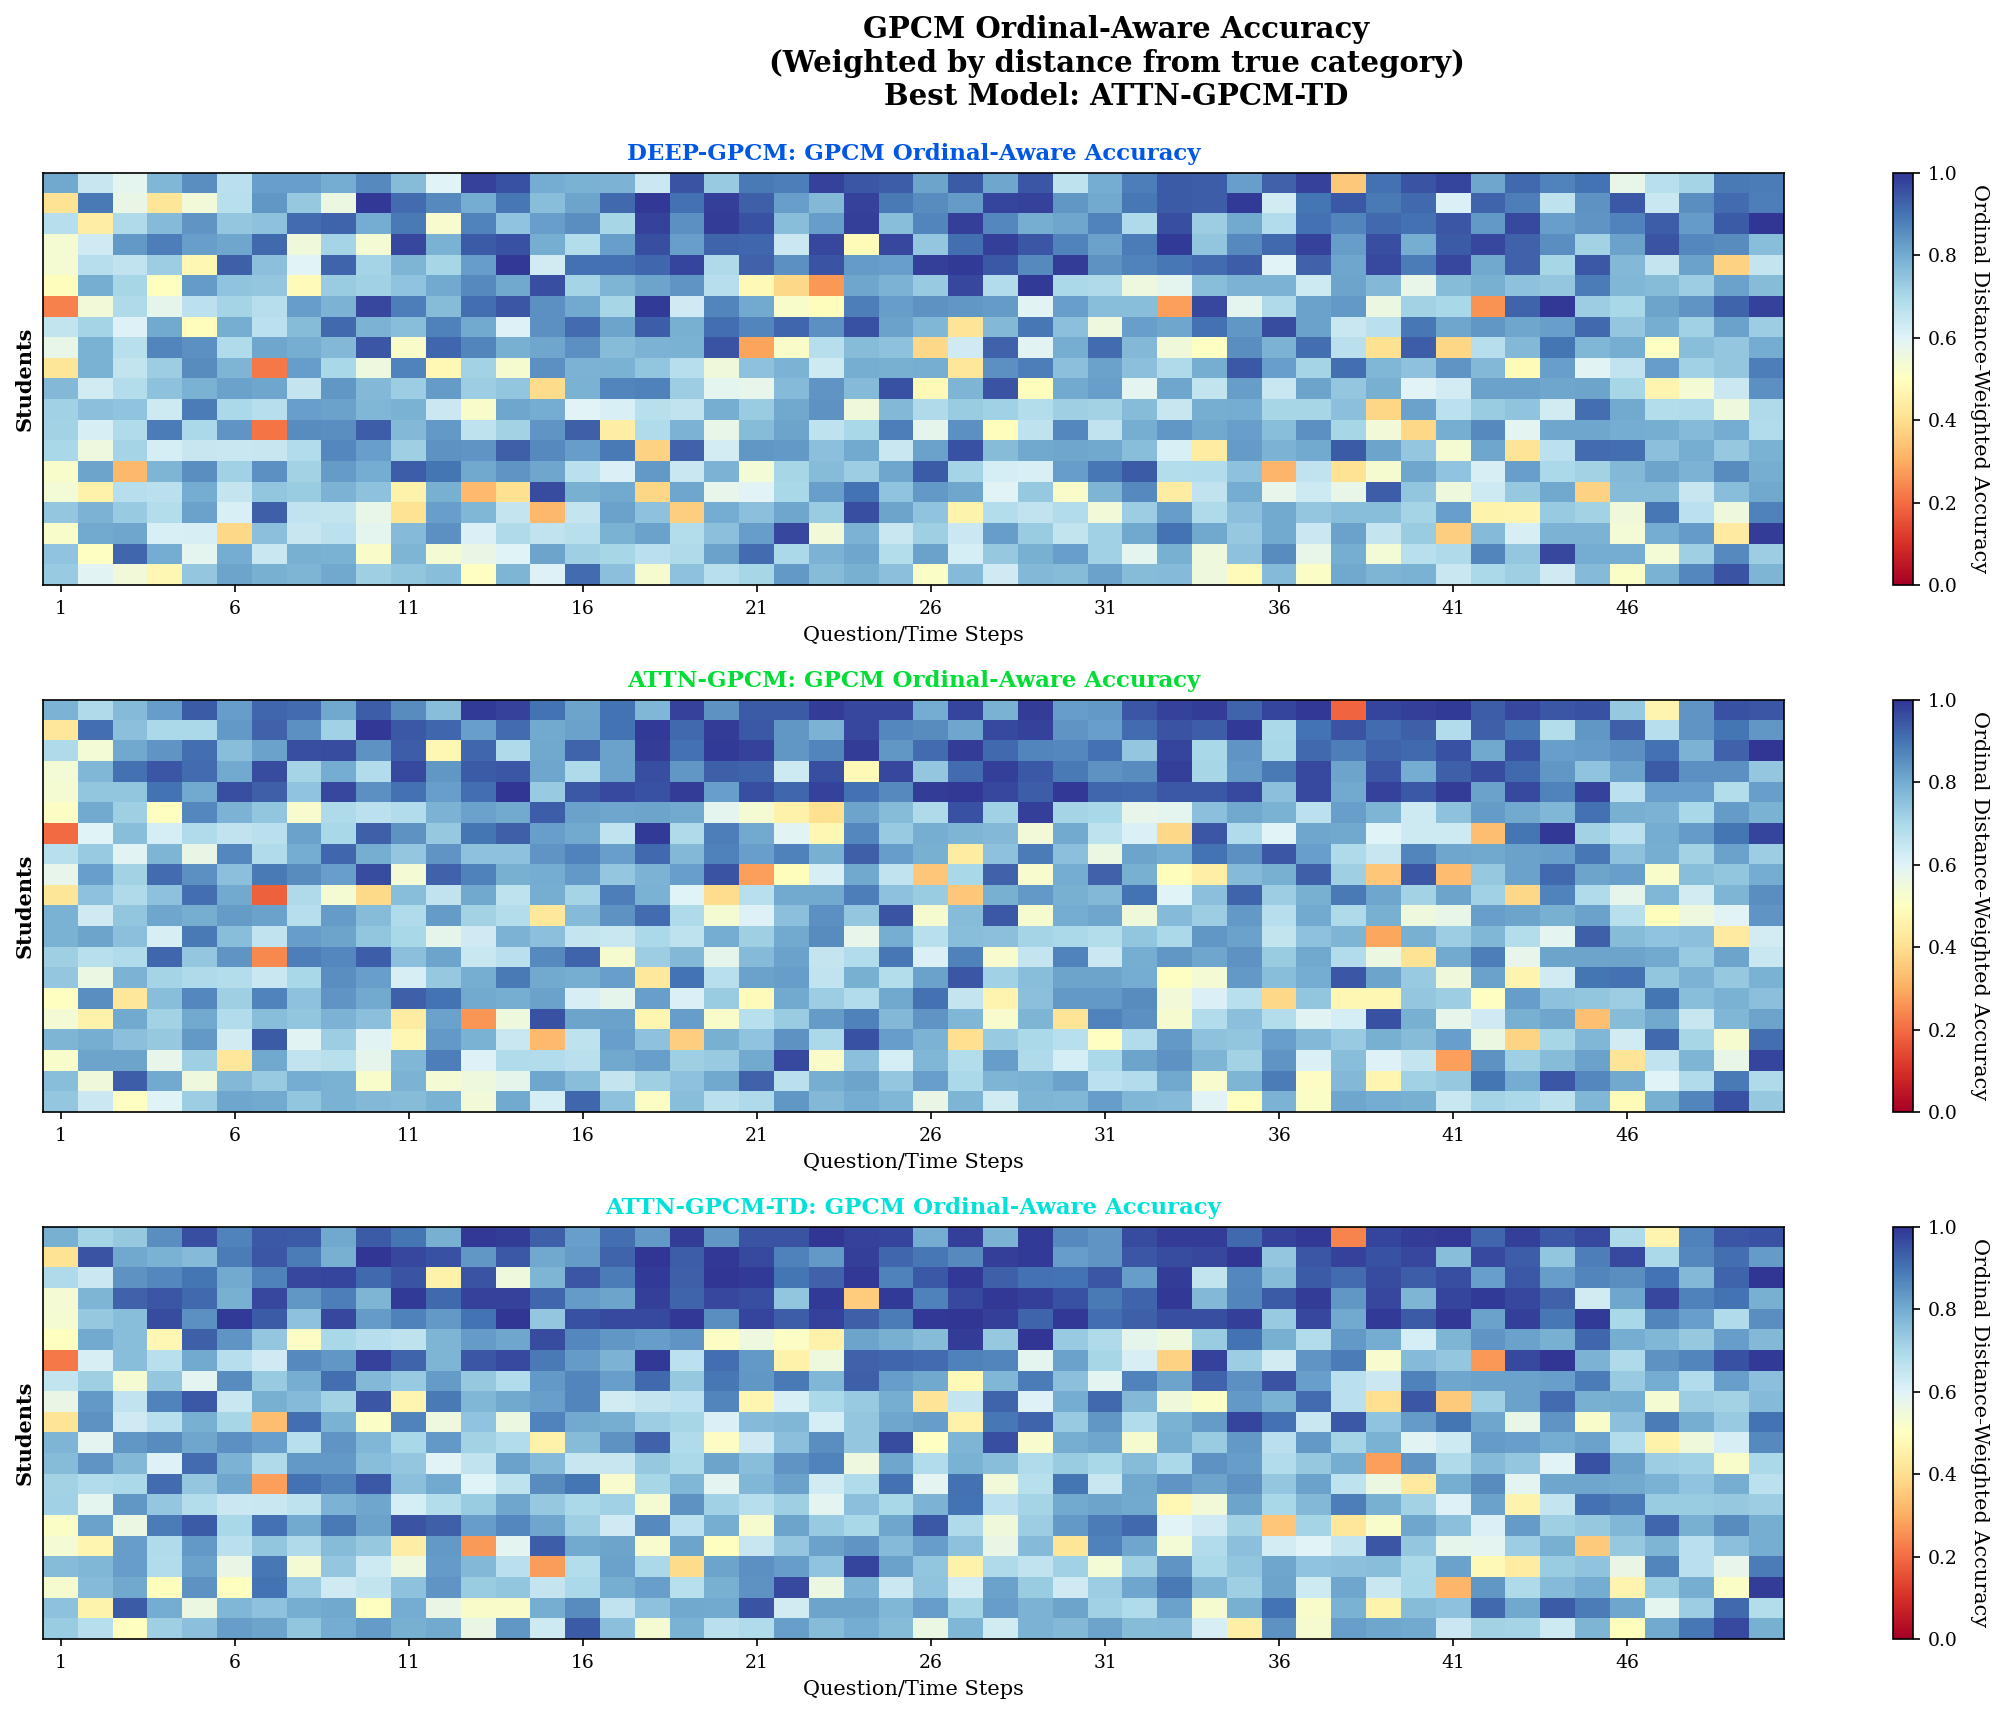 GPCM Ordinal-Aware Accuracy
(Weighted by distance from true category)
Best Model: ATTN-GPCM-TD
DEEP-GPCM: GPCM Ordinal-Aware Accuracy
Students
1 6 11 16 21 26 31 36 41 46
Question/Time Steps
1.0
0.8
0.6
0.4
0.2
0.0
Ordinal Distance-Weighted Accuracy
ATTN-GPCM: GPCM Ordinal-Aware Accuracy
Students
1 6 11 16 21 26 31 36 41 46
Question/Time Steps
1.0
0.8
0.6
0.4
0.2
0.0
Ordinal Distance-Weighted Accuracy
ATTN-GPCM-TD: GPCM Ordinal-Aware Accuracy
Students
1 6 11 16 21 26 31 36 41 46
Question/Time Steps
1.0
0.8
0.6
0.4
0.2
0.0
Ordinal Distance-Weighted Accuracy